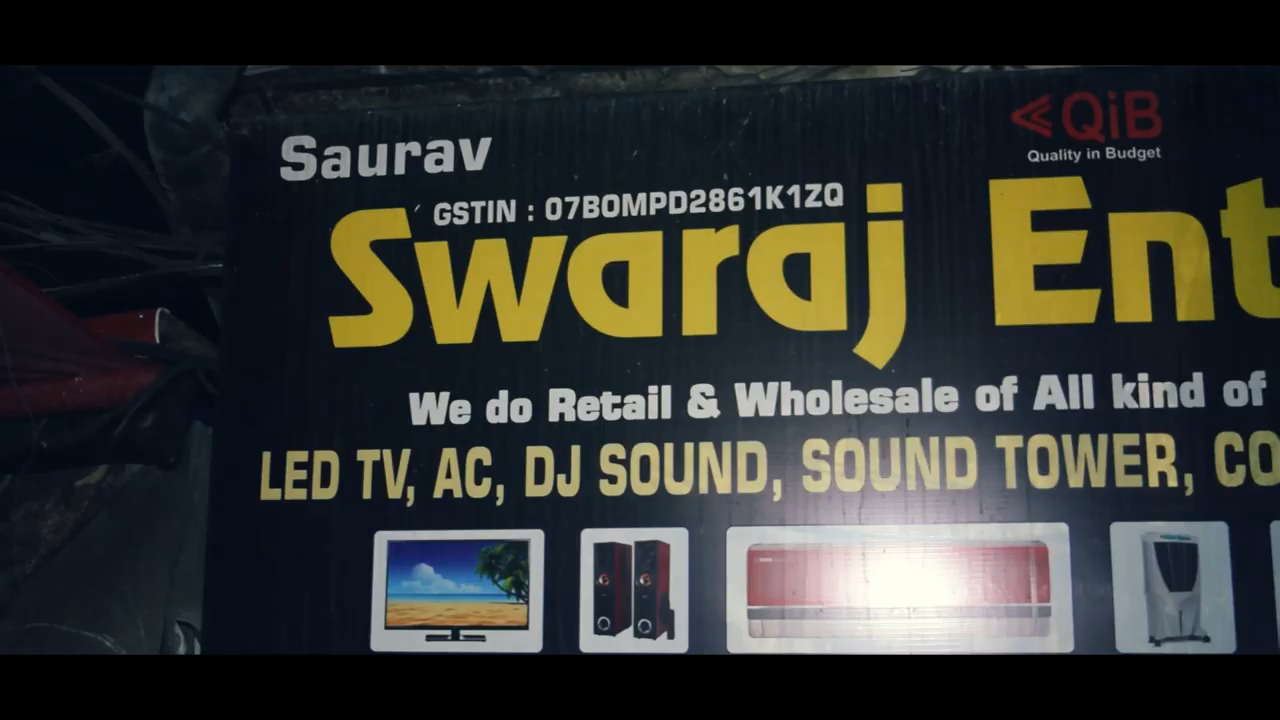 Saurav
QiB
Quality in Budget
GSTIN : 07BOMPD2861K1ZQ
Swaraj Ent
We do Retail & Wholesale of All kind of
LED TV, AC, DJ SOUND, SOUND TOWER, CO